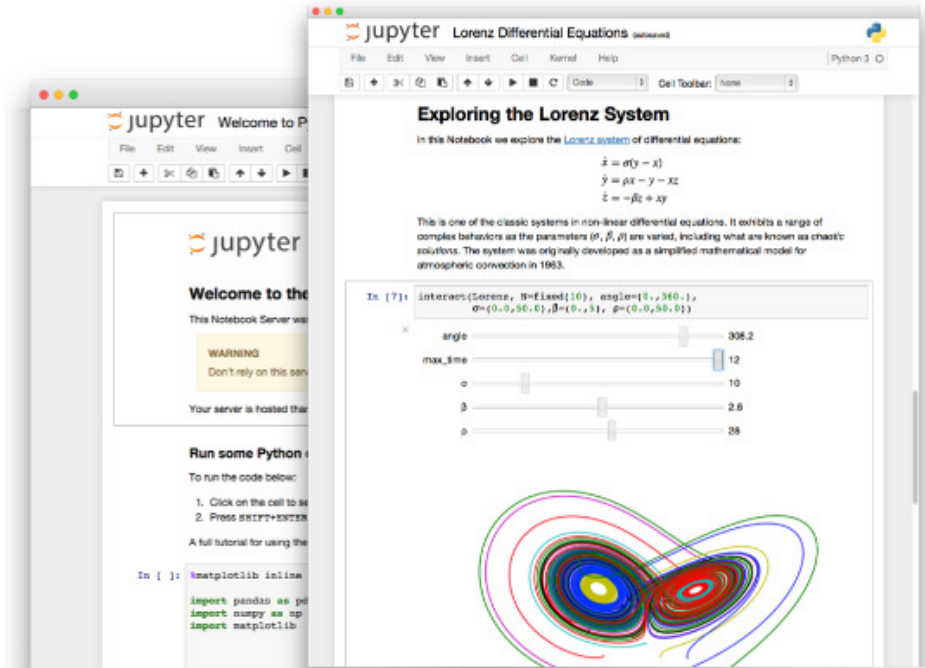 jupyter Lorenz Differential Equations (autosaved)
File Edit View Insert Cell Kernel Help Python 3
Code Cell Toolbar: None
Exploring the Lorenz System
In this Notebook we explore the Lorenz system of differential equations:
ẋ = σ(y − x)
ẏ = ρx − y − xz
ż = −βz + xy
This is one of the classic systems in non-linear differential equations. It exhibits a range of
complex behaviors as the parameters (σ, β, ρ) are varied, including what are known as chaotic
solutions. The system was originally developed as a simplified mathematical model for
atmospheric convection in 1963.
In [7]: interact(Lorenz, N=fixed(10), angle=(0.,360.),
σ=(0.0,50.0),β=(0.,5), ρ=(0.0,50.0))
angle 308.2
max_time 12
σ 10
β 2.6
ρ 28
jupyter Welcome to P
File Edit View Insert Cell
jupyter
Welcome to the
This Notebook Server was
WARNING
Don't rely on this serv
Your server is hosted than
Run some Python
To run the code below:
1. Click on the cell to se
2. Press SHIFT+ENTER
A full tutorial for using the
In [ ]: %matplotlib inline
import pandas as pd
import numpy as np
import matplotlib